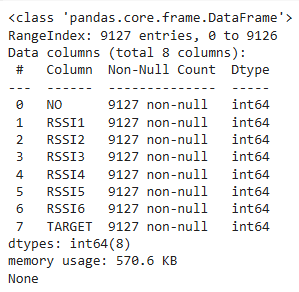 <class 'pandas.core.frame.DataFrame'>
RangeIndex: 9127 entries, 0 to 9126
Data columns (total 8 columns):
 #   Column  Non-Null Count  Dtype
---  ------  --------------  -----
 0   NO      9127 non-null   int64
 1   RSSI1   9127 non-null   int64
 2   RSSI2   9127 non-null   int64
 3   RSSI3   9127 non-null   int64
 4   RSSI4   9127 non-null   int64
 5   RSSI5   9127 non-null   int64
 6   RSSI6   9127 non-null   int64
 7   TARGET  9127 non-null   int64
dtypes: int64(8)
memory usage: 570.6 KB
None